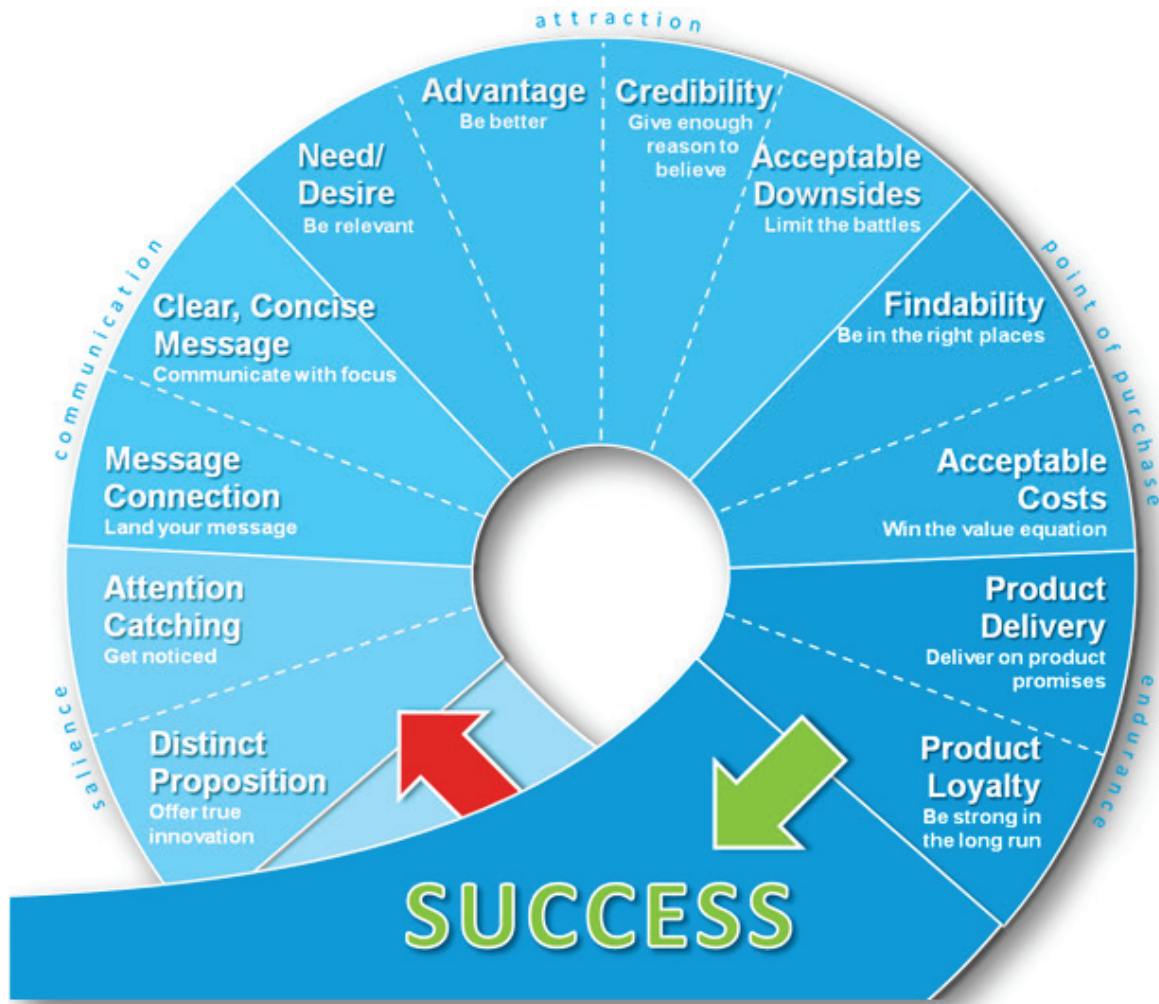 attraction
Advantage
Be better
Credibility
Give enough
reason to
believe
Need/
Desire
Be relevant
Acceptable
Downsides
Limit the battles
communication
point of purchase
Clear, Concise
Message
Communicate with focus
Findability
Be in the right places
Message
Connection
Land your message
Acceptable
Costs
Win the value equation
Attention
Catching
Get noticed
Product
Delivery
Deliver on product
promises
salience
endurance
Distinct
Proposition
Offer true
innovation
Product
Loyalty
Be strong in
the long run
SUCCESS